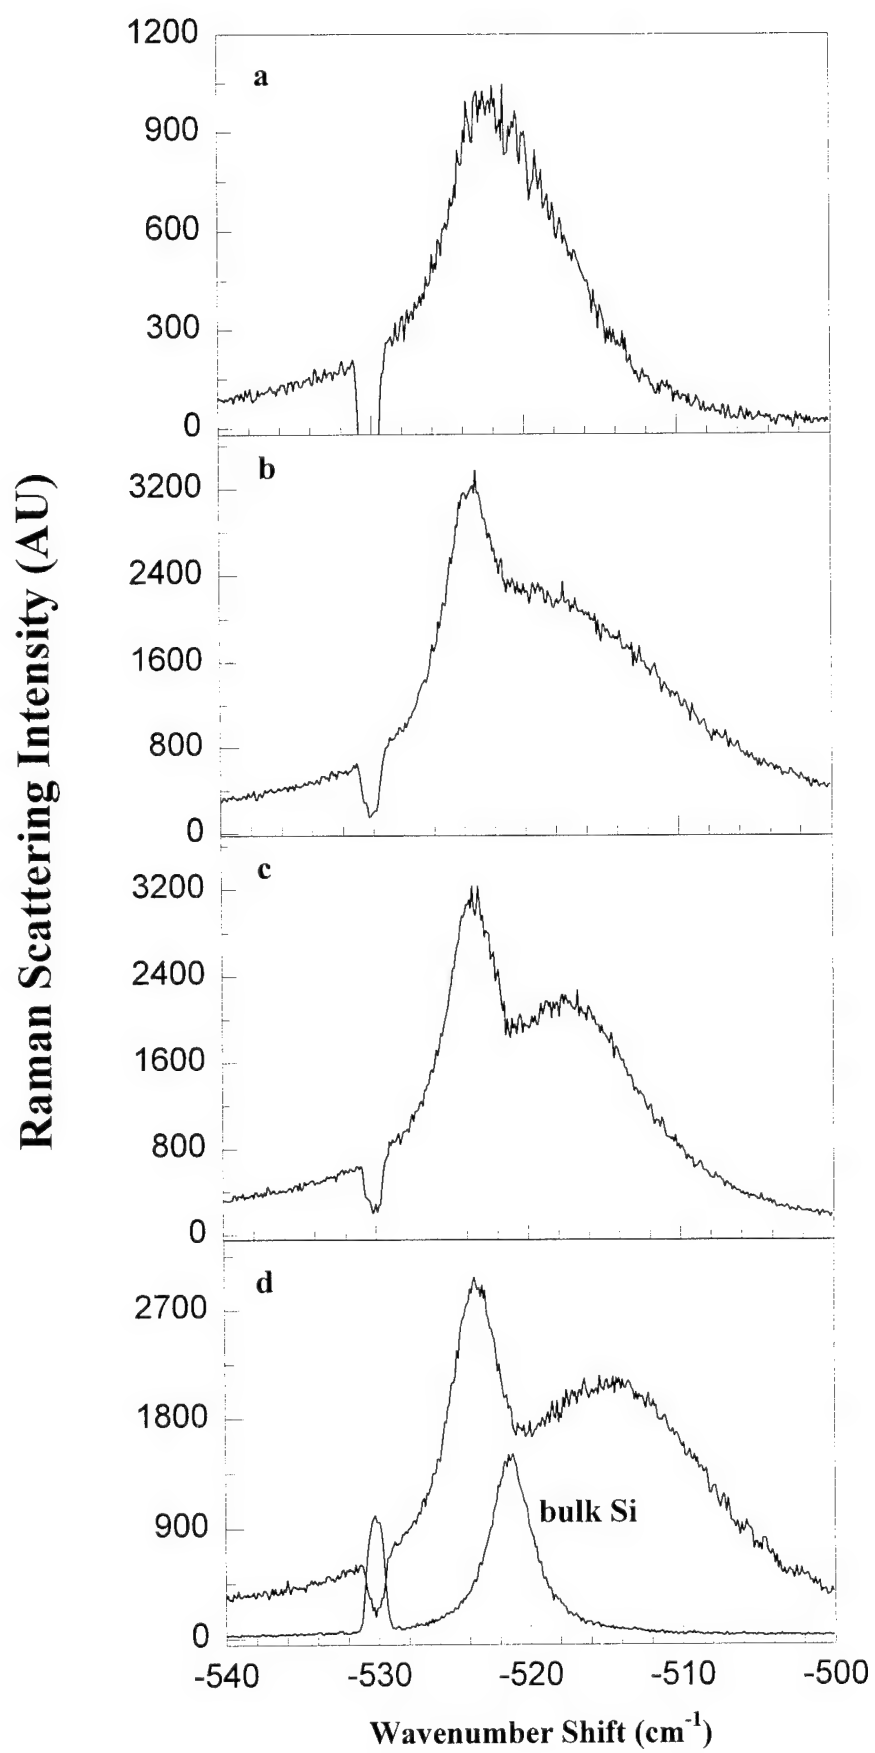 1200
a
900
600
300
0
b
3200
2400
1600
800
0
c
3200
2400
1600
800
0
d
2700
1800
bulk Si
900
0
-540 -530 -520 -510 -500
Wavenumber Shift (cm-1)
Raman Scattering Intensity (AU)